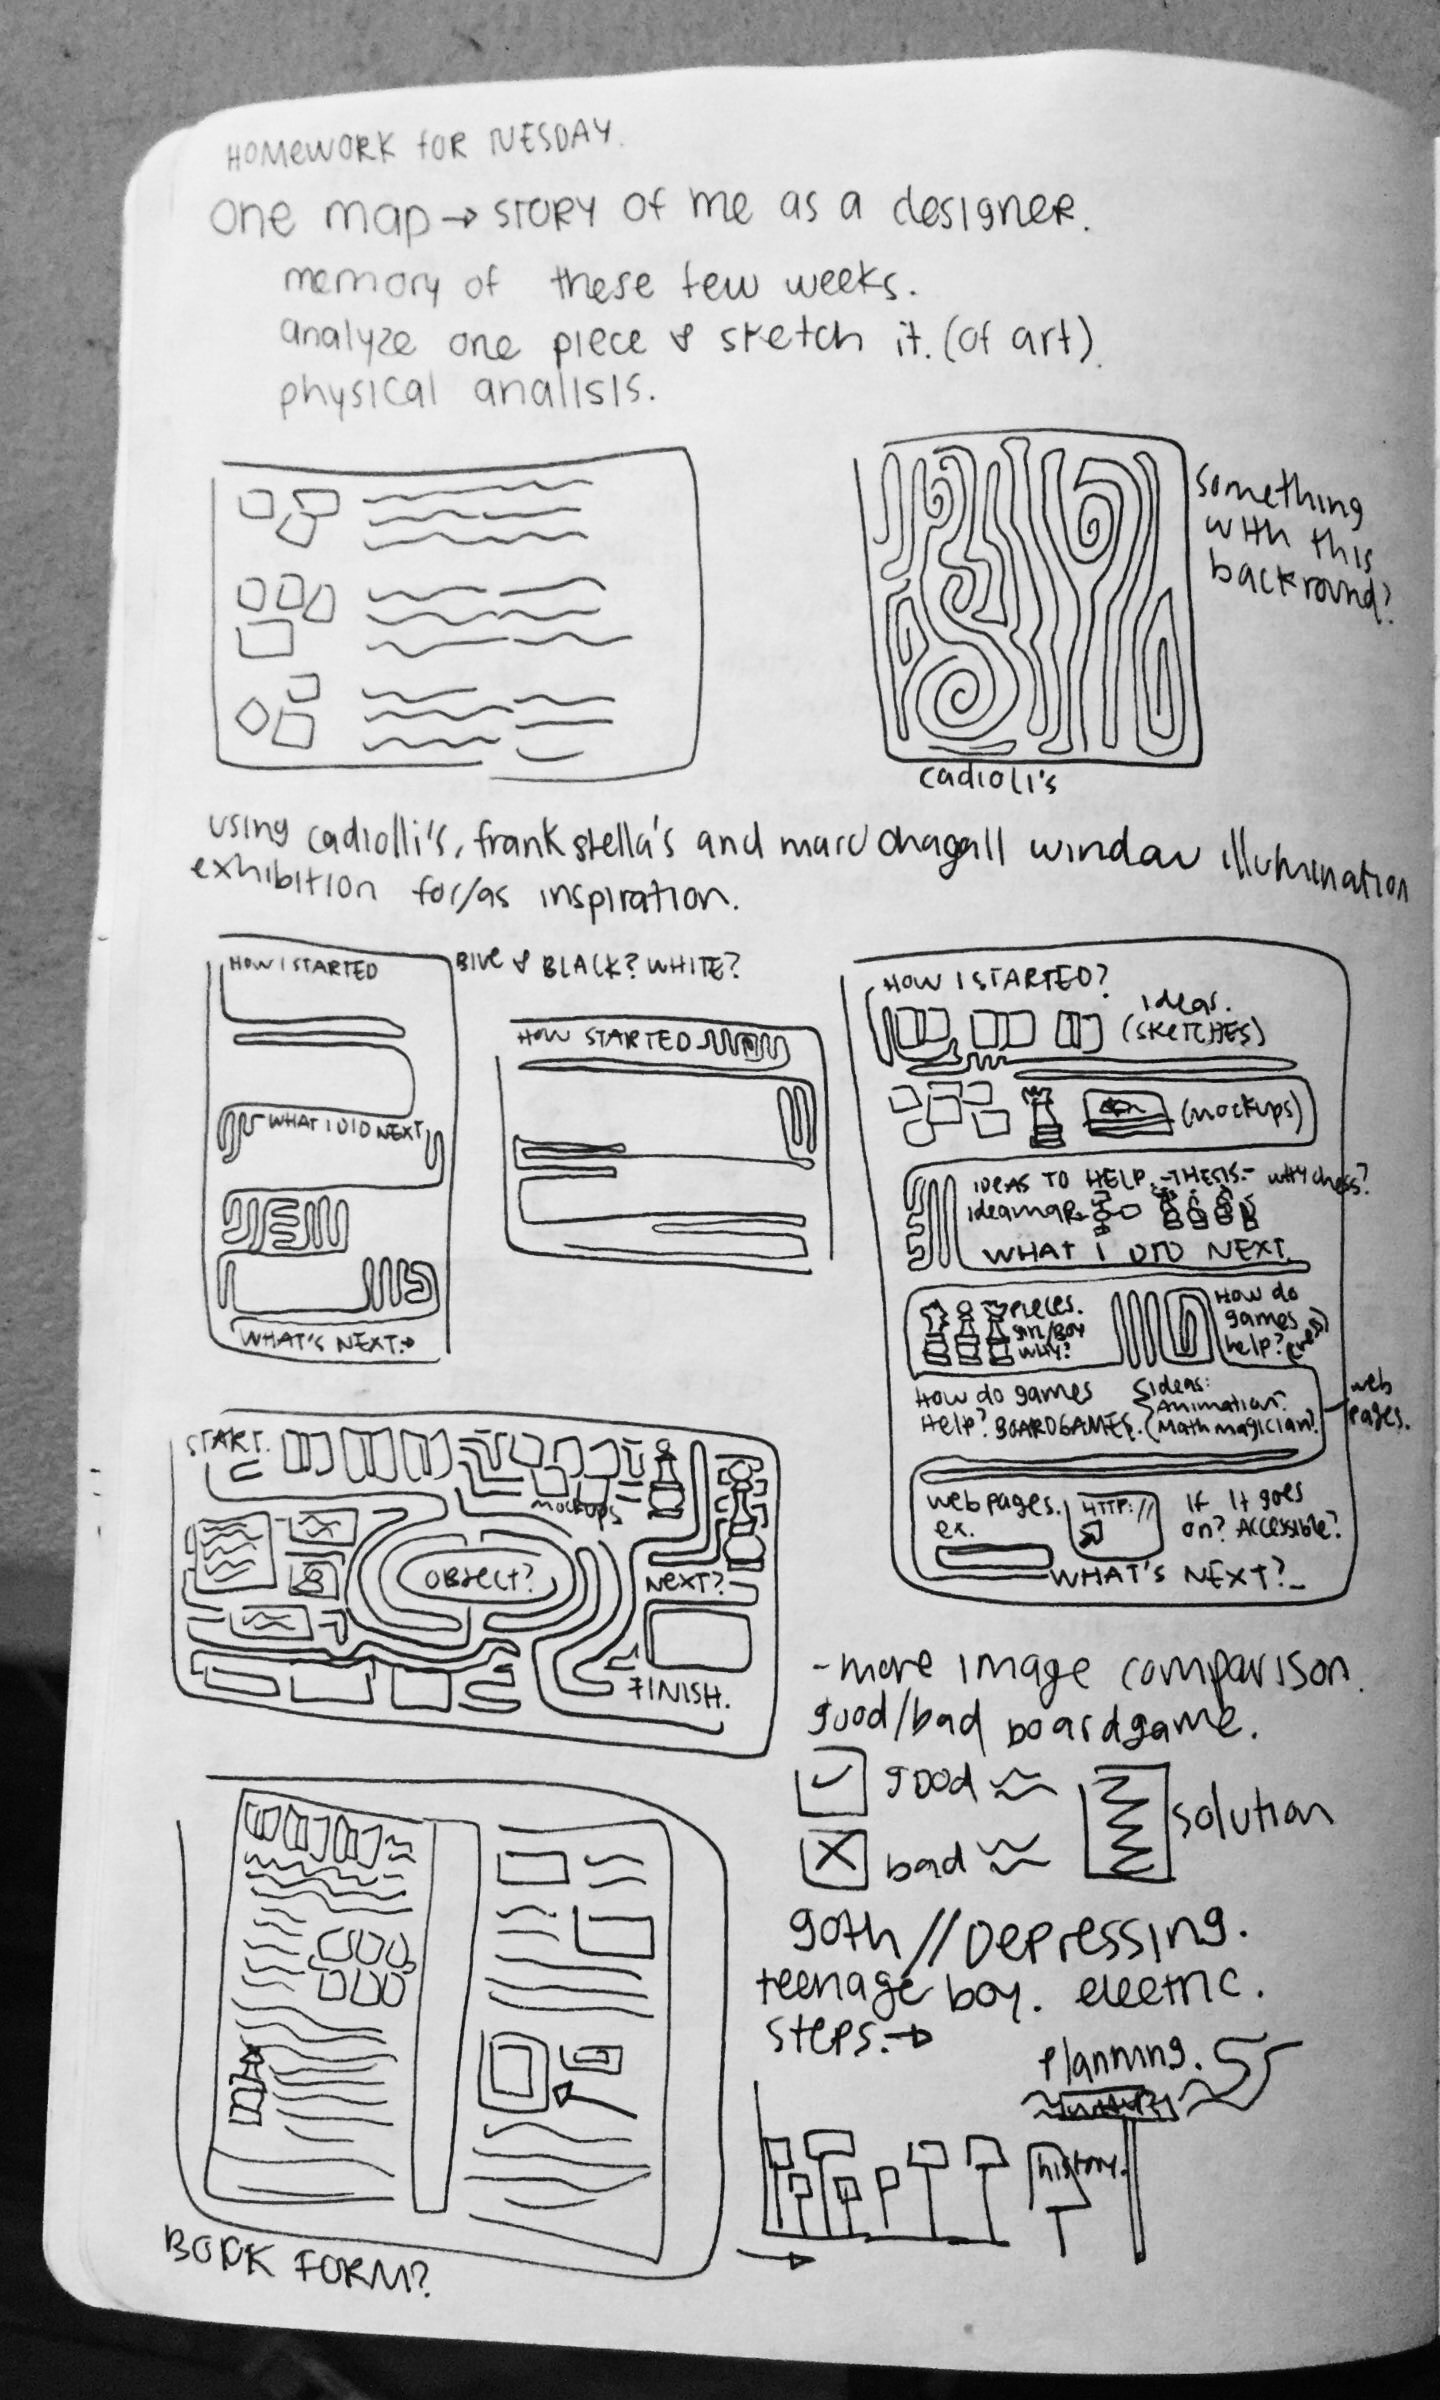 HOMEWORK FOR TUESDAY.
one map → STORY of me as a designer.
memory of these few weeks.
analyze one piece & sketch it. (of art)
physical analisis.
something
with this
backround?
cadioli's
using cadiolli's, frank stella's and marc chagall window illumination
exhibition for/as inspiration.
HOW I STARTED
BLUE & BLACK? WHITE?
WHAT I DID NEXT
WHAT'S NEXT→
HOW STARTED
HOW I STARTED?
ideas.
(SKETCHES)
(mockups)
IDEAS TO HELP -THESIS- why chess?
ideamap
WHAT I DID NEXT.
PIECES.
GIRL/BOY
WHY?
HOW do
games
help?
How do games
Help? BOARDGAMES.
ideas:
Animation?
Math magician?
web
pages.
web pages.
ex.
HTTP://
If It goes
on? Accessible?
WHAT'S NEXT?_
START.
mockups
OBJECT?
NEXT?
FINISH.
- more image comparison.
good/bad boardgame.
good
bad
solution
goth // Depressing.
teenage boy. electric.
steps.→
planning.
history.
BOOK FORM?